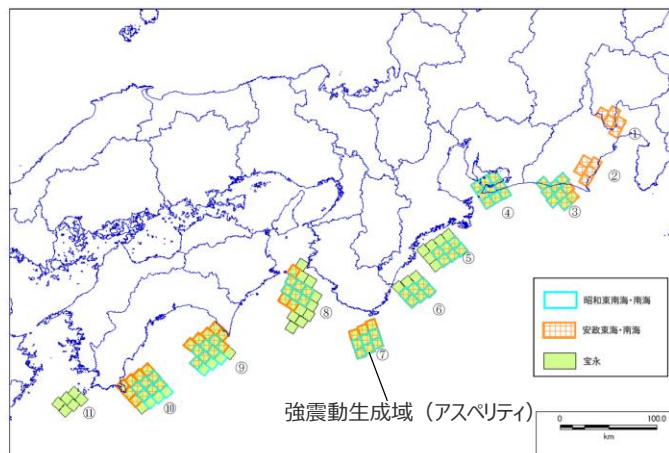 ①
②
③
④
⑤
⑥
⑦
⑧
⑨
⑩
⑪
昭和東南海・南海
安政東海・南海
宝永
強震動生成域（アスペリティ）
0 100.0
km